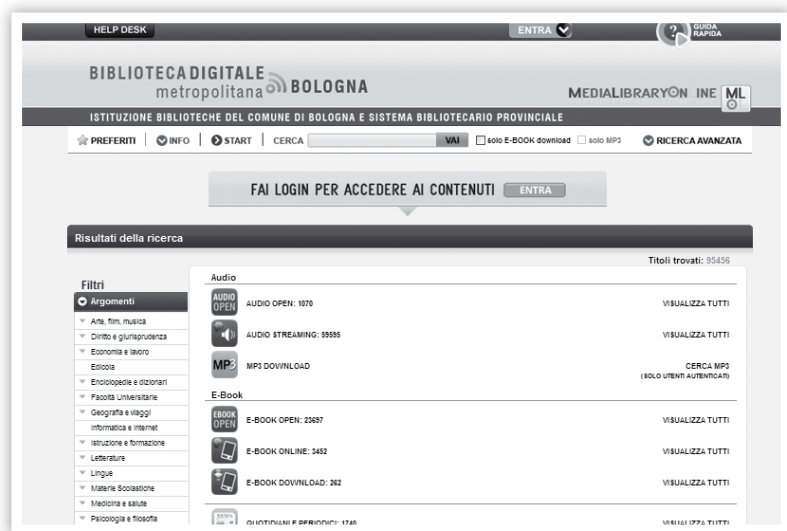 HELP DESK
ENTRA
GUIDA
RAPIDA
BIBLIOTECADIGITALE
metropolitana BOLOGNA
MEDIALIBRARYON INE ML
ISTITUZIONE BIBLIOTECHE DEL COMUNE DI BOLOGNA E SISTEMA BIBLIOTECARIO PROVINCIALE
PREFERITI INFO START CERCA VAI solo E-BOOK download solo MP3 RICERCA AVANZATA
FAI LOGIN PER ACCEDERE AI CONTENUTI ENTRA
Risultati della ricerca
Titoli trovati: 95456
Filtri
Argomenti
Arte, film, musica
Diritto e giurisprudenza
Economia e lavoro
Edicola
Enciclopedie e dizionari
Facoltà Universitarie
Geografia e viaggi
Informatica e Internet
Istruzione e formazione
Letterature
Lingue
Materie Scolastiche
Medicina e salute
Psicologia e filosofia
Audio
AUDIO OPEN AUDIO OPEN: 1070 VISUALIZZA TUTTI
AUDIO STREAMING: 59595 VISUALIZZA TUTTI
MP3 MP3 DOWNLOAD CERCA MP3
(SOLO UTENTI AUTENTICATI)
E-Book
EBOOK OPEN E-BOOK OPEN: 23697 VISUALIZZA TUTTI
E-BOOK ONLINE: 3452 VISUALIZZA TUTTI
E-BOOK DOWNLOAD: 262 VISUALIZZA TUTTI
NEWS QUOTIDIANI E PERIODICI: 1740 VISUALIZZA TUTTI